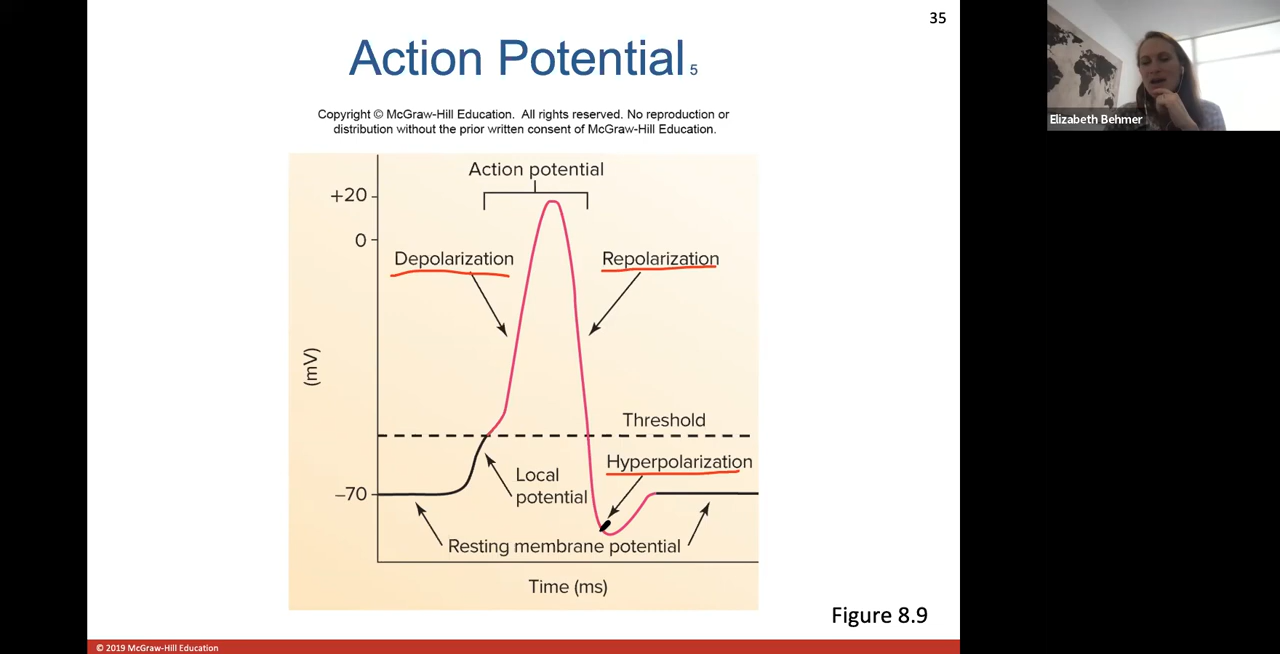 35
Action Potential 5
Copyright © McGraw-Hill Education. All rights reserved. No reproduction or
distribution without the prior written consent of McGraw-Hill Education.
Action potential
+20
0
Depolarization
Repolarization
(mV)
Threshold
Hyperpolarization
Local
potential
–70
Resting membrane potential
Time (ms)
Figure 8.9
© 2019 McGraw-Hill Education
Elizabeth Behmer